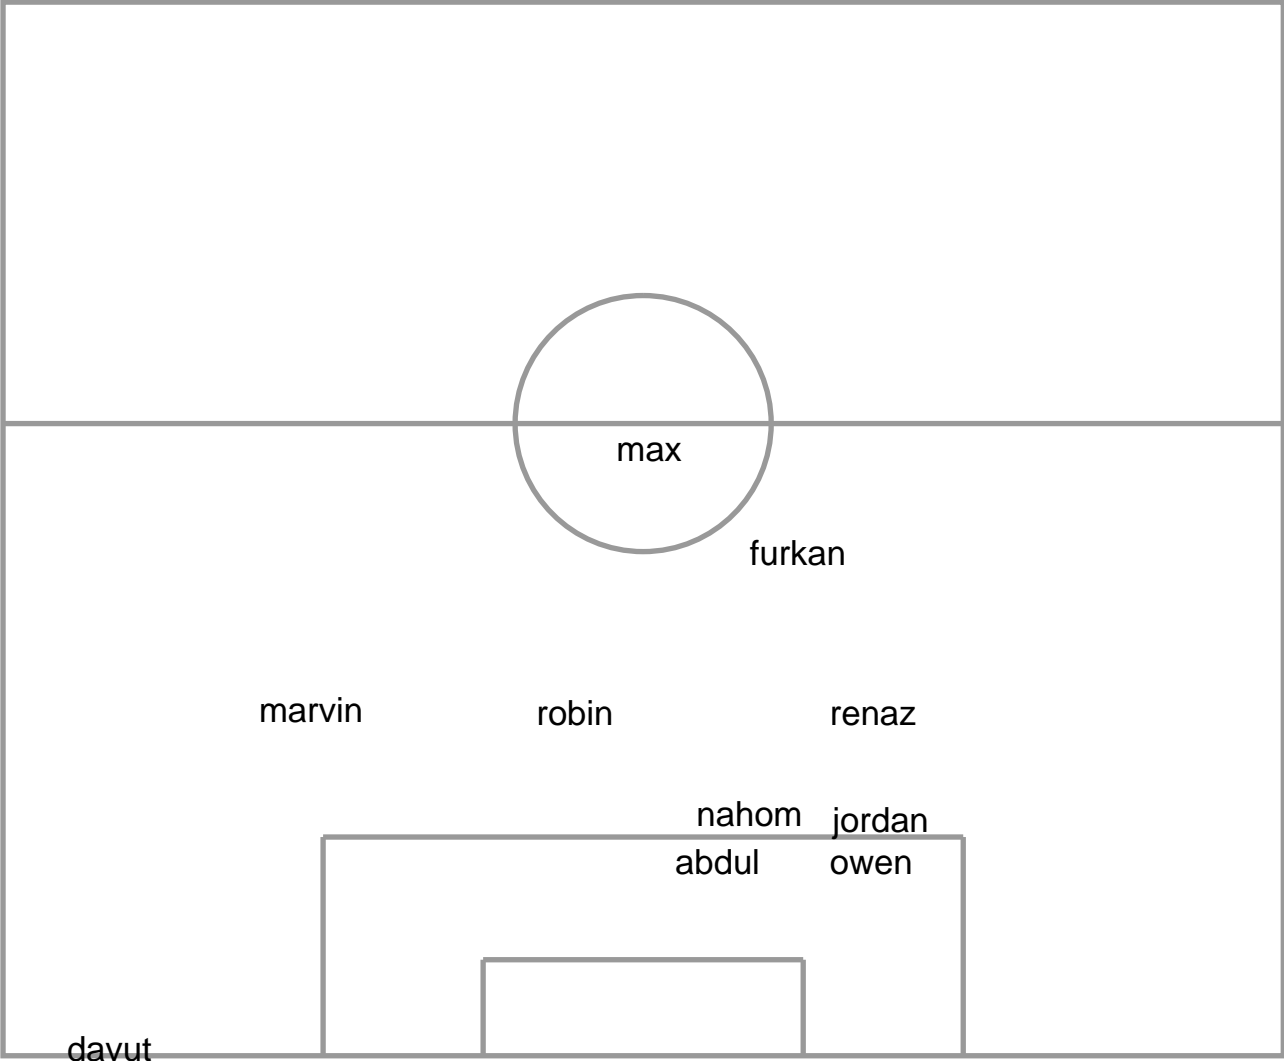 max
furkan
marvin robin renaz
nahom jordan
abdul owen
davut